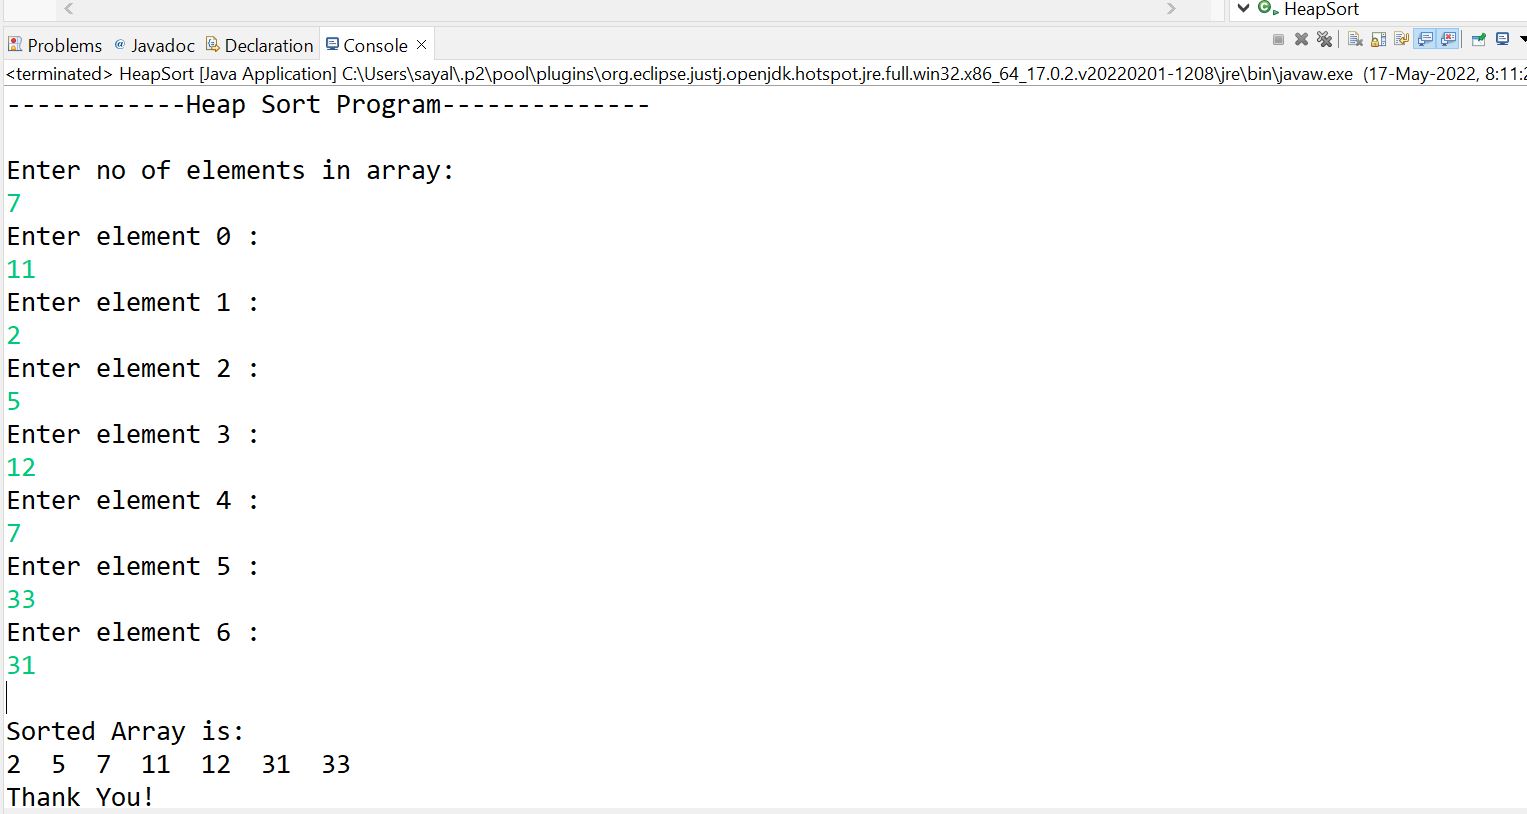 HeapSort
Problems Javadoc Declaration Console
<terminated> HeapSort [Java Application] C:\Users\sayal\.p2\pool\plugins\org.eclipse.justj.openjdk.hotspot.jre.full.win32.x86_64_17.0.2.v20220201-1208\jre\bin\javaw.exe (17-May-2022, 8:11:2
------------Heap Sort Program--------------
Enter no of elements in array:
7
Enter element 0 :
11
Enter element 1 :
2
Enter element 2 :
5
Enter element 3 :
12
Enter element 4 :
7
Enter element 5 :
33
Enter element 6 :
31
Sorted Array is:
2 5 7 11 12 31 33
Thank You!